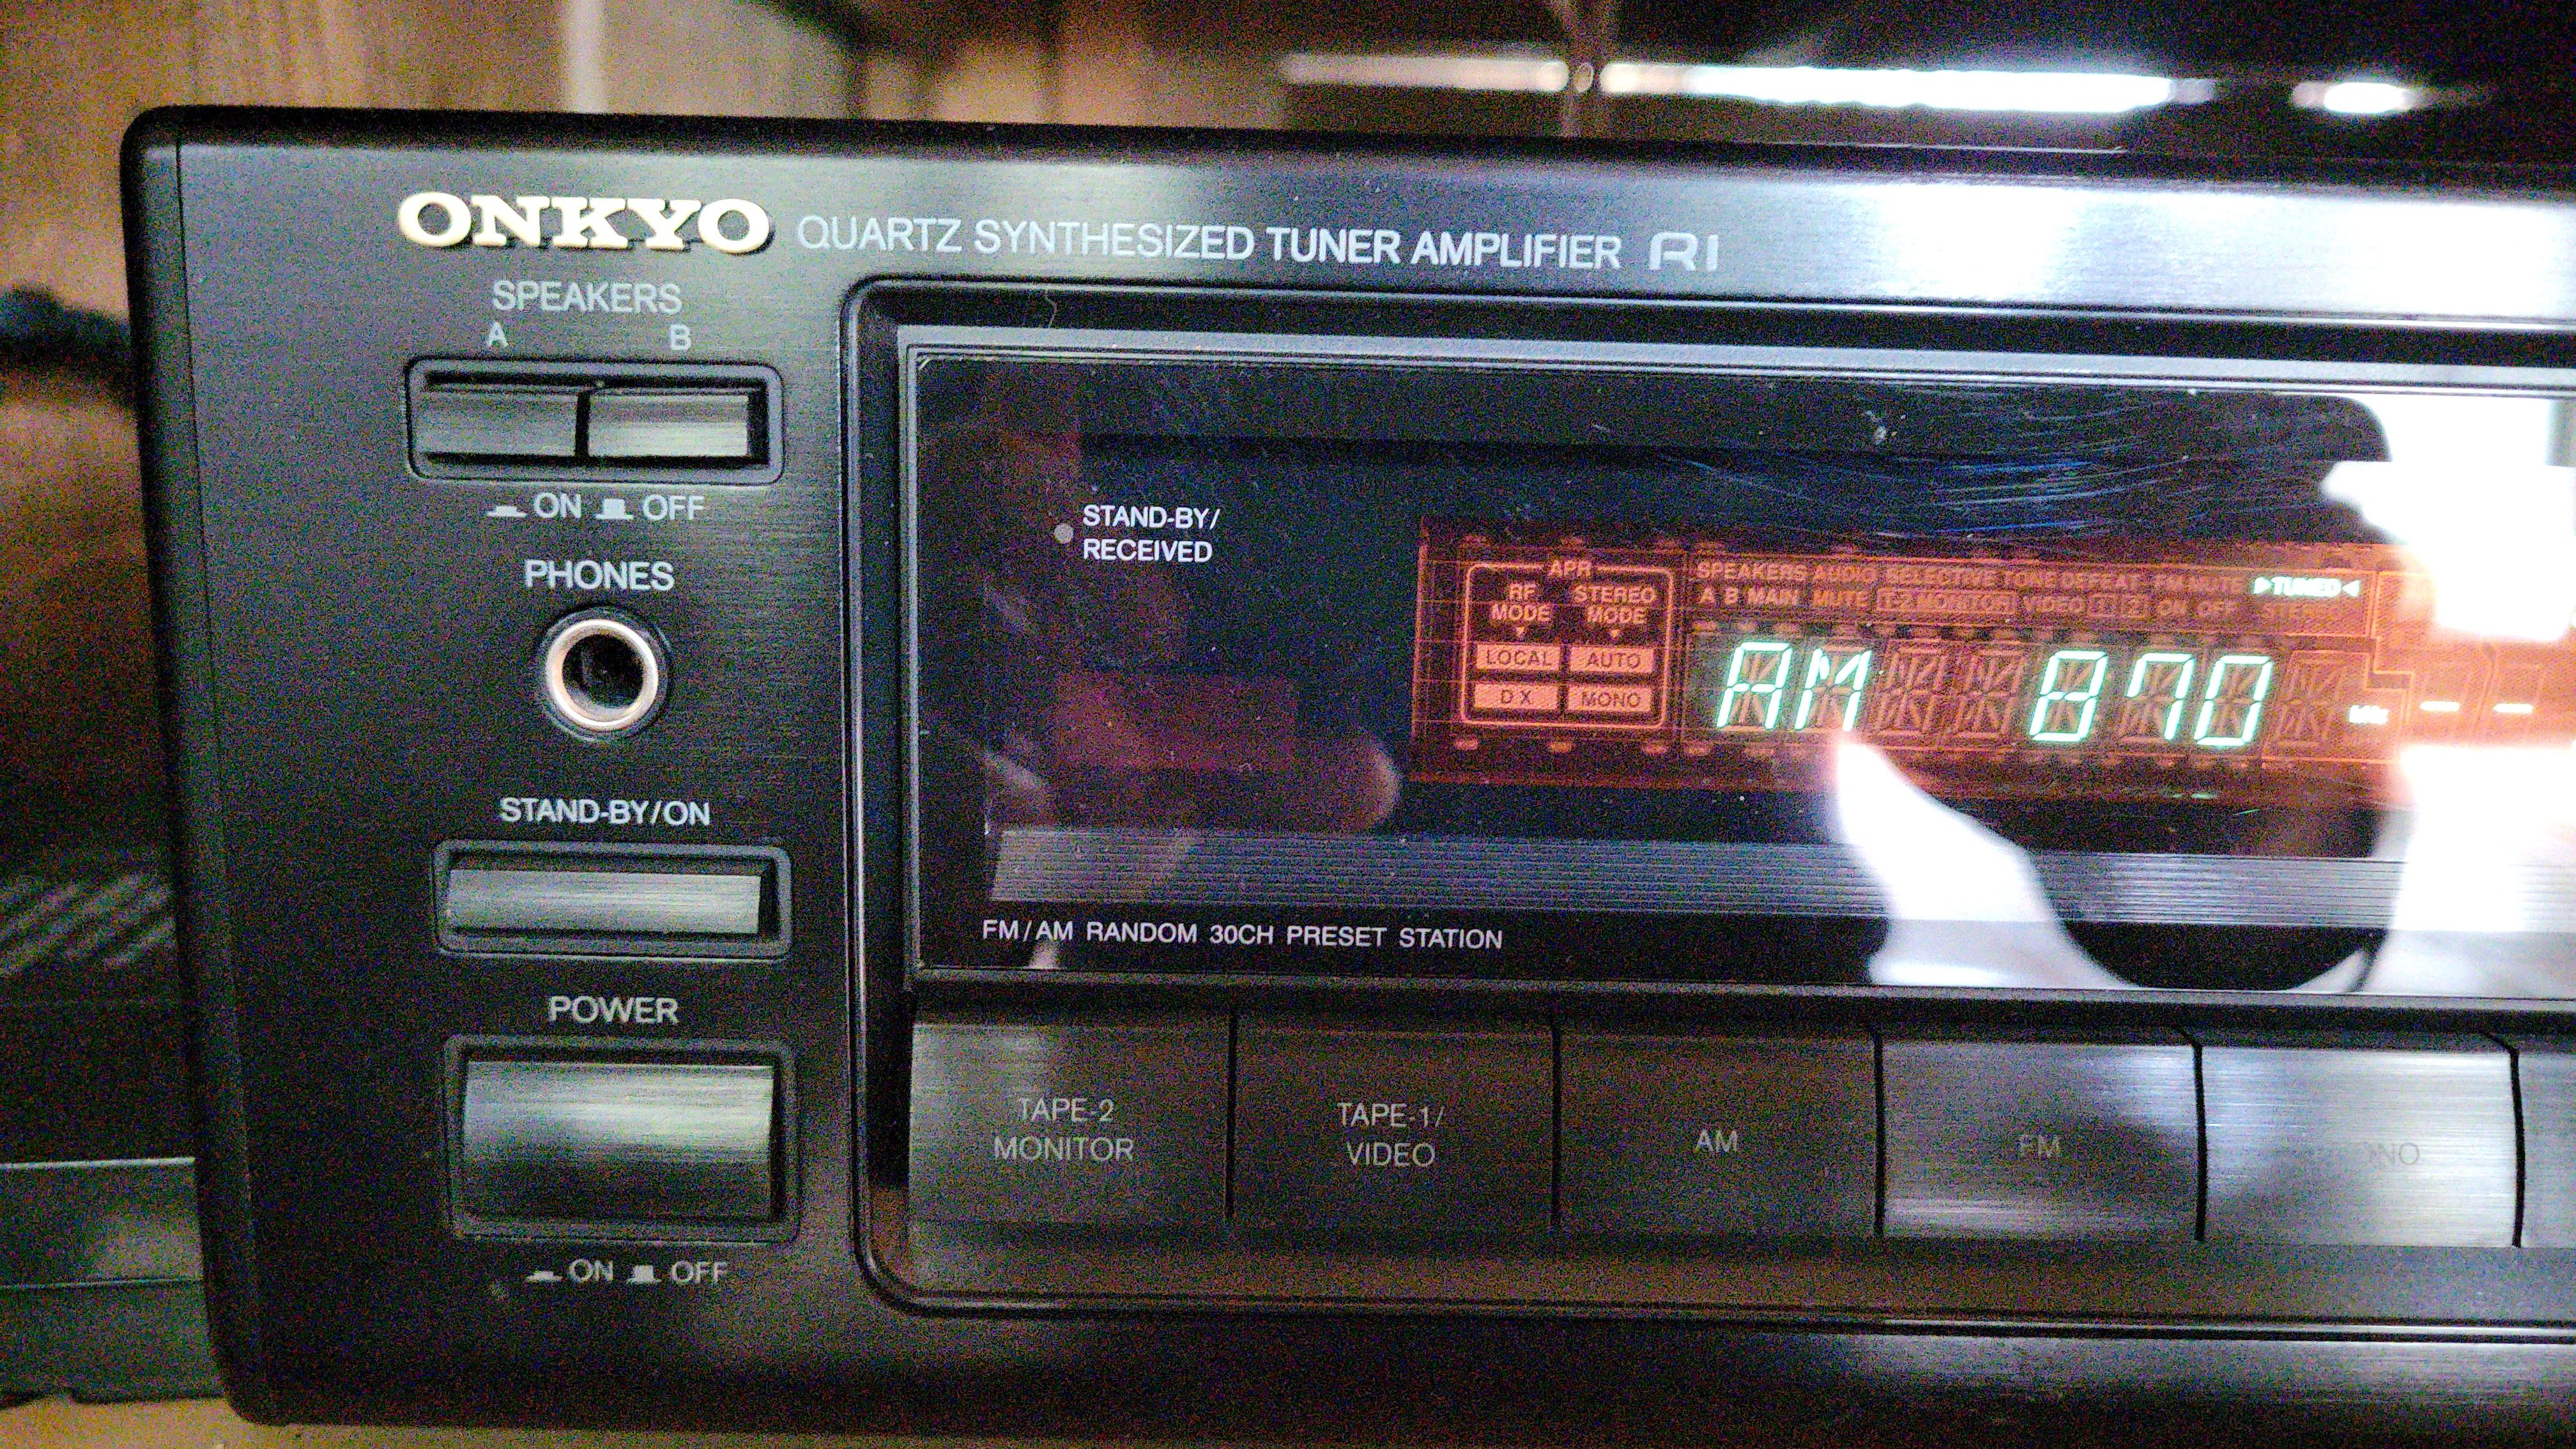 ONKYO QUARTZ SYNTHESIZED TUNER AMPLIFIER RI
SPEAKERS
A B
ON OFF
PHONES
STAND-BY/ON
POWER
ON OFF
STAND-BY/
RECEIVED
APR
RF MODE STEREO MODE
LOCAL AUTO
DX MONO
SPEAKERS AUDIO SELECTIVE TONE DEFEAT FM MUTE TUNED
A B MAIN MUTE T-2 MONITOR VIDEO 1 2 ON OFF
AM 870
FM/AM RANDOM 30CH PRESET STATION
TAPE-2
MONITOR
TAPE-1/
VIDEO
AM
FM